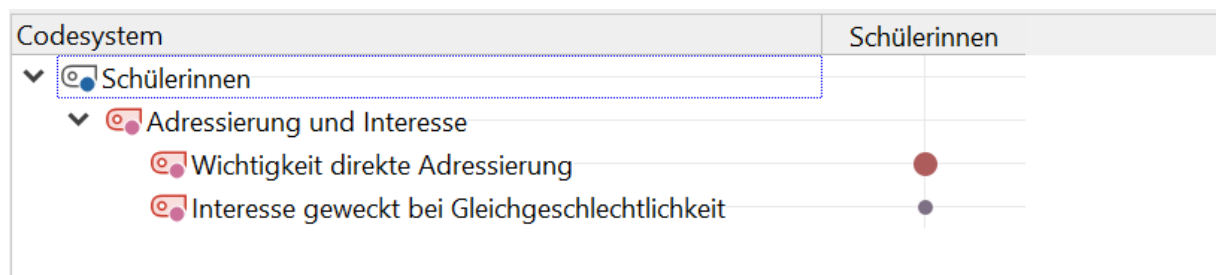 Codesystem Schülerinnen
Schülerinnen
Adressierung und Interesse
Wichtigkeit direkte Adressierung
Interesse geweckt bei Gleichgeschlechtlichkeit